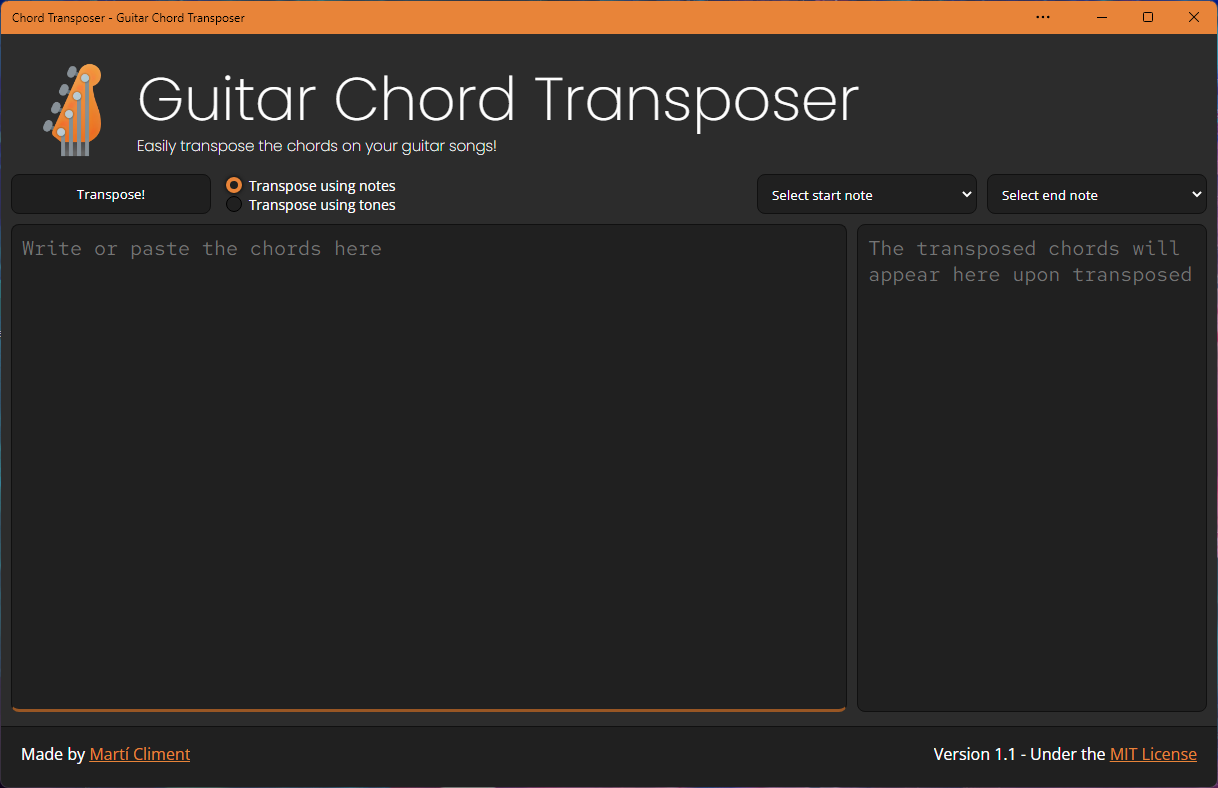 Chord Transposer - Guitar Chord Transposer
Guitar Chord Transposer
Easily transpose the chords on your guitar songs!
Transpose!
Transpose using notes
Transpose using tones
Select start note
Select end note
Write or paste the chords here
The transposed chords will
appear here upon transposed
Made by Martí Climent
Version 1.1 - Under the MIT License